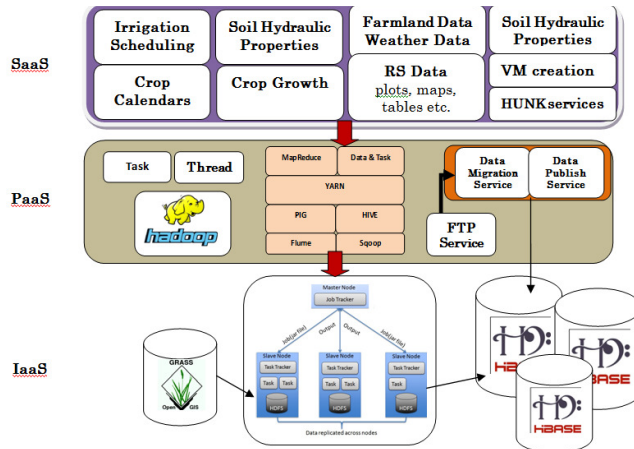 SaaS
Irrigation
Scheduling
Soil Hydraulic
Properties
Farmland Data
Weather Data
Soil Hydraulic
Properties
Crop
Calendars
Crop Growth
RS Data
plots, maps,
tables etc.
VM creation
HUNKservices
PaaS
Task
Thread
hadoop
MapReduce
Data & Task
YARN
PIG
HIVE
Flume
Sqoop
Data
Migration
Service
Data
Publish
Service
FTP
Service
IaaS
GRASS
Open
GIS
Master Node
Job Tracker
Job(jar file)
Output
Output
Job(jar file)
Slave Node
Task Tracker
Task
Task
HDFS
Slave Node
Task Tracker
Task
Task
HDFS
Slave Node
Task Tracker
Task
HDFS
Data replicated across nodes
HBASE
HBASE
HBASE